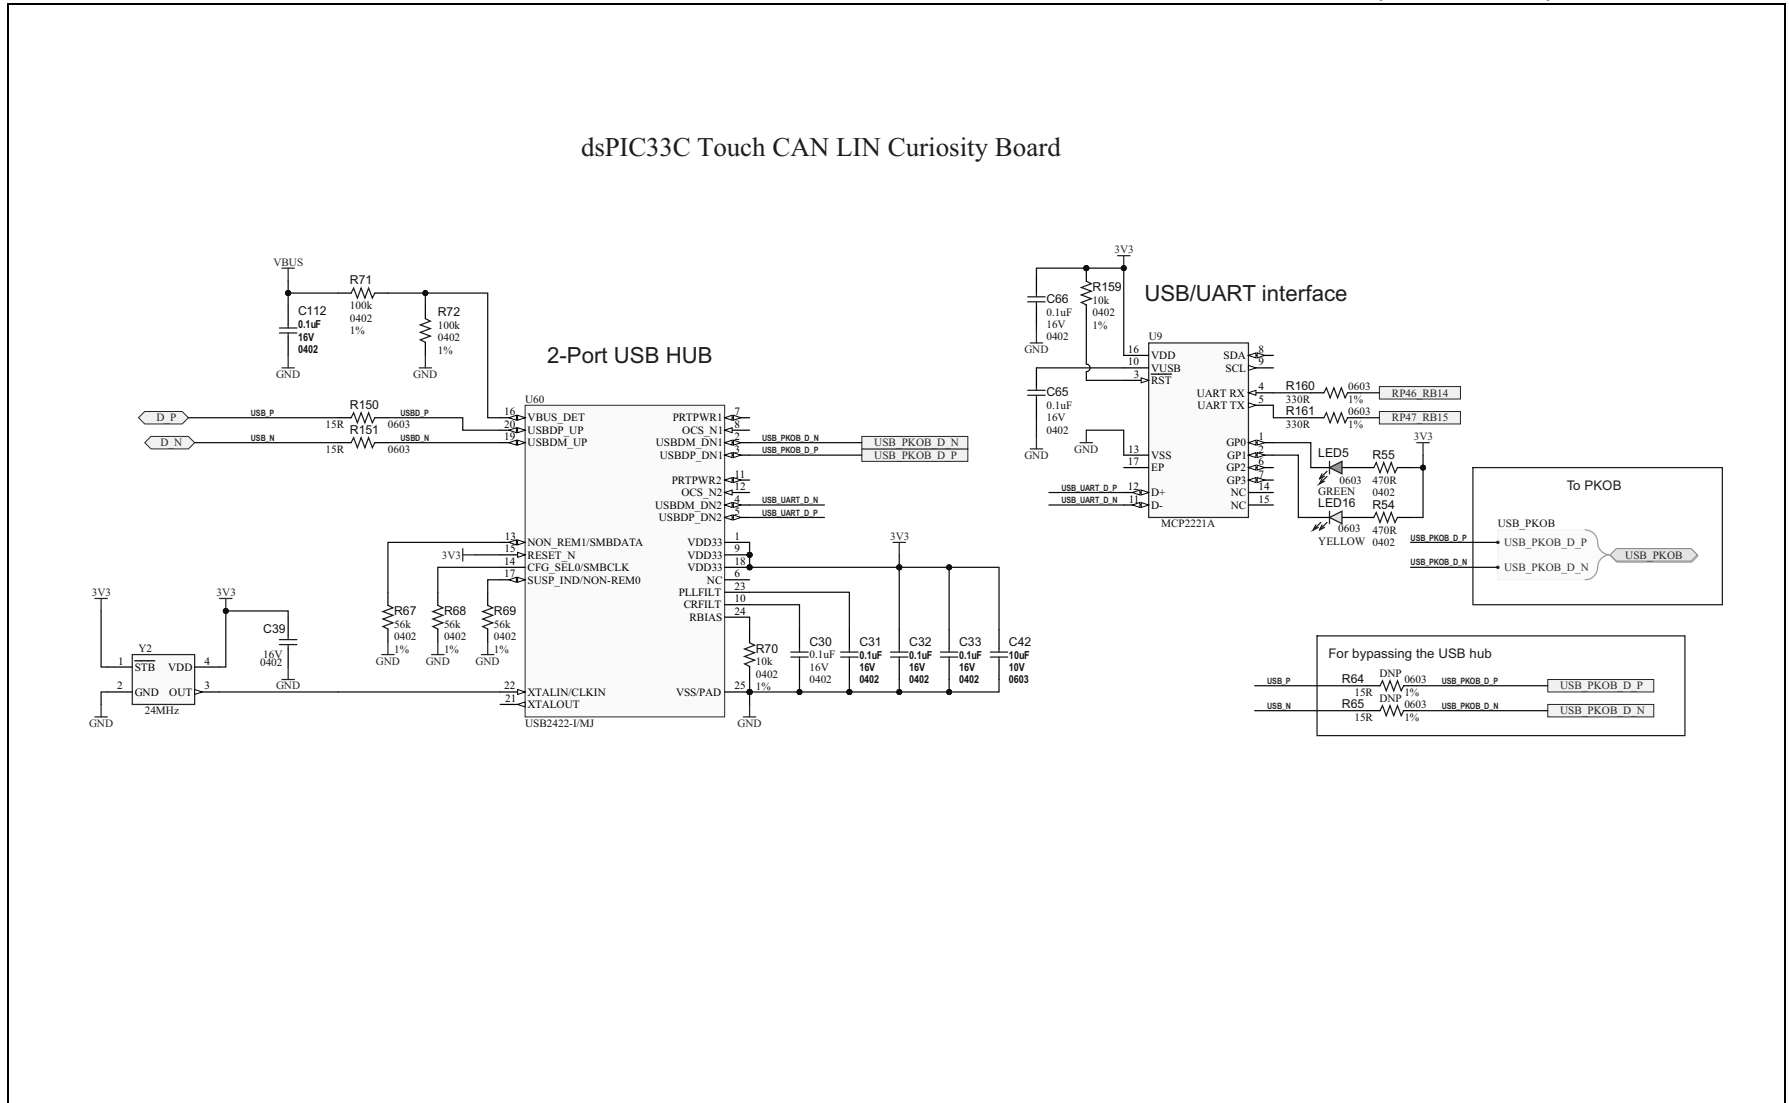 dsPIC33C Touch CAN LIN Curiosity Board
VBUS
R71
100k
0402
1%
C112
0.1uF
16V
0402
R72
100k
0402
1%
GND
GND
2-Port USB HUB
D_P
USB_P
R150
15R
0603
USBD_P
D_N
USB_N
R151
15R
0603
USBD_N
U60
16
VBUS_DET
20
USBDP_UP
19
USBDM_UP
PRTPWR1
7
OCS_N1
8
USBDM_DN1
2
USB_PKOB_D_N
USB_PKOB_D_N
USBDP_DN1
3
USB_PKOB_D_P
USB_PKOB_D_P
PRTPWR2
11
OCS_N2
12
USBDM_DN2
4
USB_UART_D_N
USBDP_DN2
5
USB_UART_D_P
13
NON_REM1/SMBDATA
3V3
15
RESET_N
14
CFG_SEL0/SMBCLK
17
SUSP_IND/NON-REM0
VDD33
1
VDD33
9
VDD33
18
NC
6
PLLFILT
23
CRFILT
10
RBIAS
24
3V3
R67
56k
0402
1%
GND
R68
56k
0402
1%
GND
R69
56k
0402
1%
GND
R70
10k
0402
1%
C30
0.1uF
16V
0402
C31
0.1uF
16V
0402
C32
0.1uF
16V
0402
C33
0.1uF
16V
0402
C42
10uF
10V
0603
3V3
3V3
C39
16V
0402
GND
Y2
1
STB
VDD
4
2
GND
OUT
3
24MHz
GND
22
XTALIN/CLKIN
21
XTALOUT
VSS/PAD
25
GND
USB2422-I/MJ
USB/UART interface
3V3
C66
0.1uF
16V
0402
GND
R159
10k
0402
1%
C65
0.1uF
16V
0402
GND
GND
U9
16
VDD
10
VUSB
3
RST
13
VSS
17
EP
USB_UART_D_P
12
D+
USB_UART_D_N
11
D-
SDA
8
SCL
9
UART RX
4
UART TX
5
GP0
1
GP1
2
GP2
6
GP3
7
NC
14
NC
15
MCP2221A
R160
330R
0603
1%
RP46_RB14
R161
330R
0603
1%
RP47_RB15
3V3
LED5
0603
GREEN
R55
470R
0402
LED16
0603
YELLOW
R54
470R
0402
To PKOB
USB_PKOB
USB_PKOB_D_P
USB_PKOB_D_P
USB_PKOB_D_N
USB_PKOB_D_N
USB_PKOB
For bypassing the USB hub
USB_P
R64
15R
DNP
0603
1%
USB_PKOB_D_P
USB_PKOB_D_P
USB_N
R65
15R
DNP
0603
1%
USB_PKOB_D_N
USB_PKOB_D_N